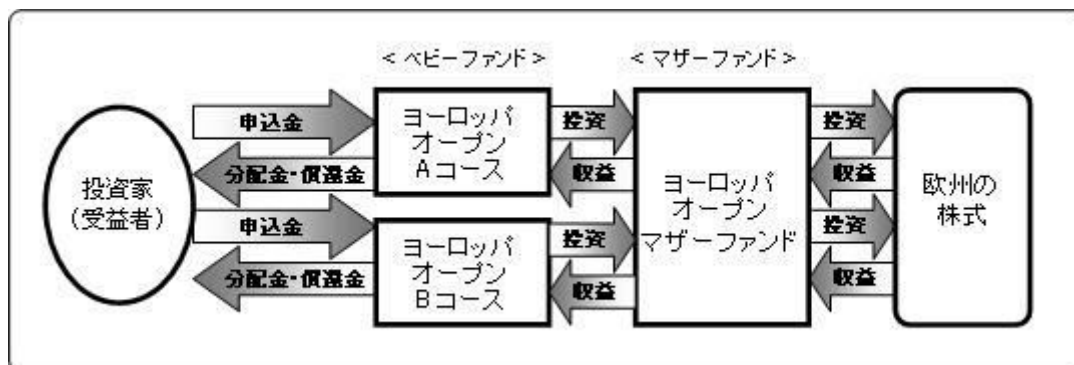 ＜ベビーファンド＞
＜マザーファンド＞
投資家
（受益者）
申込金
分配金・償還金
申込金
分配金・償還金
ヨーロッパ
オープン
Aコース
ヨーロッパ
オープン
Bコース
投資
収益
投資
収益
ヨーロッパ
オープン
マザーファンド
投資
収益
投資
収益
欧州の
株式